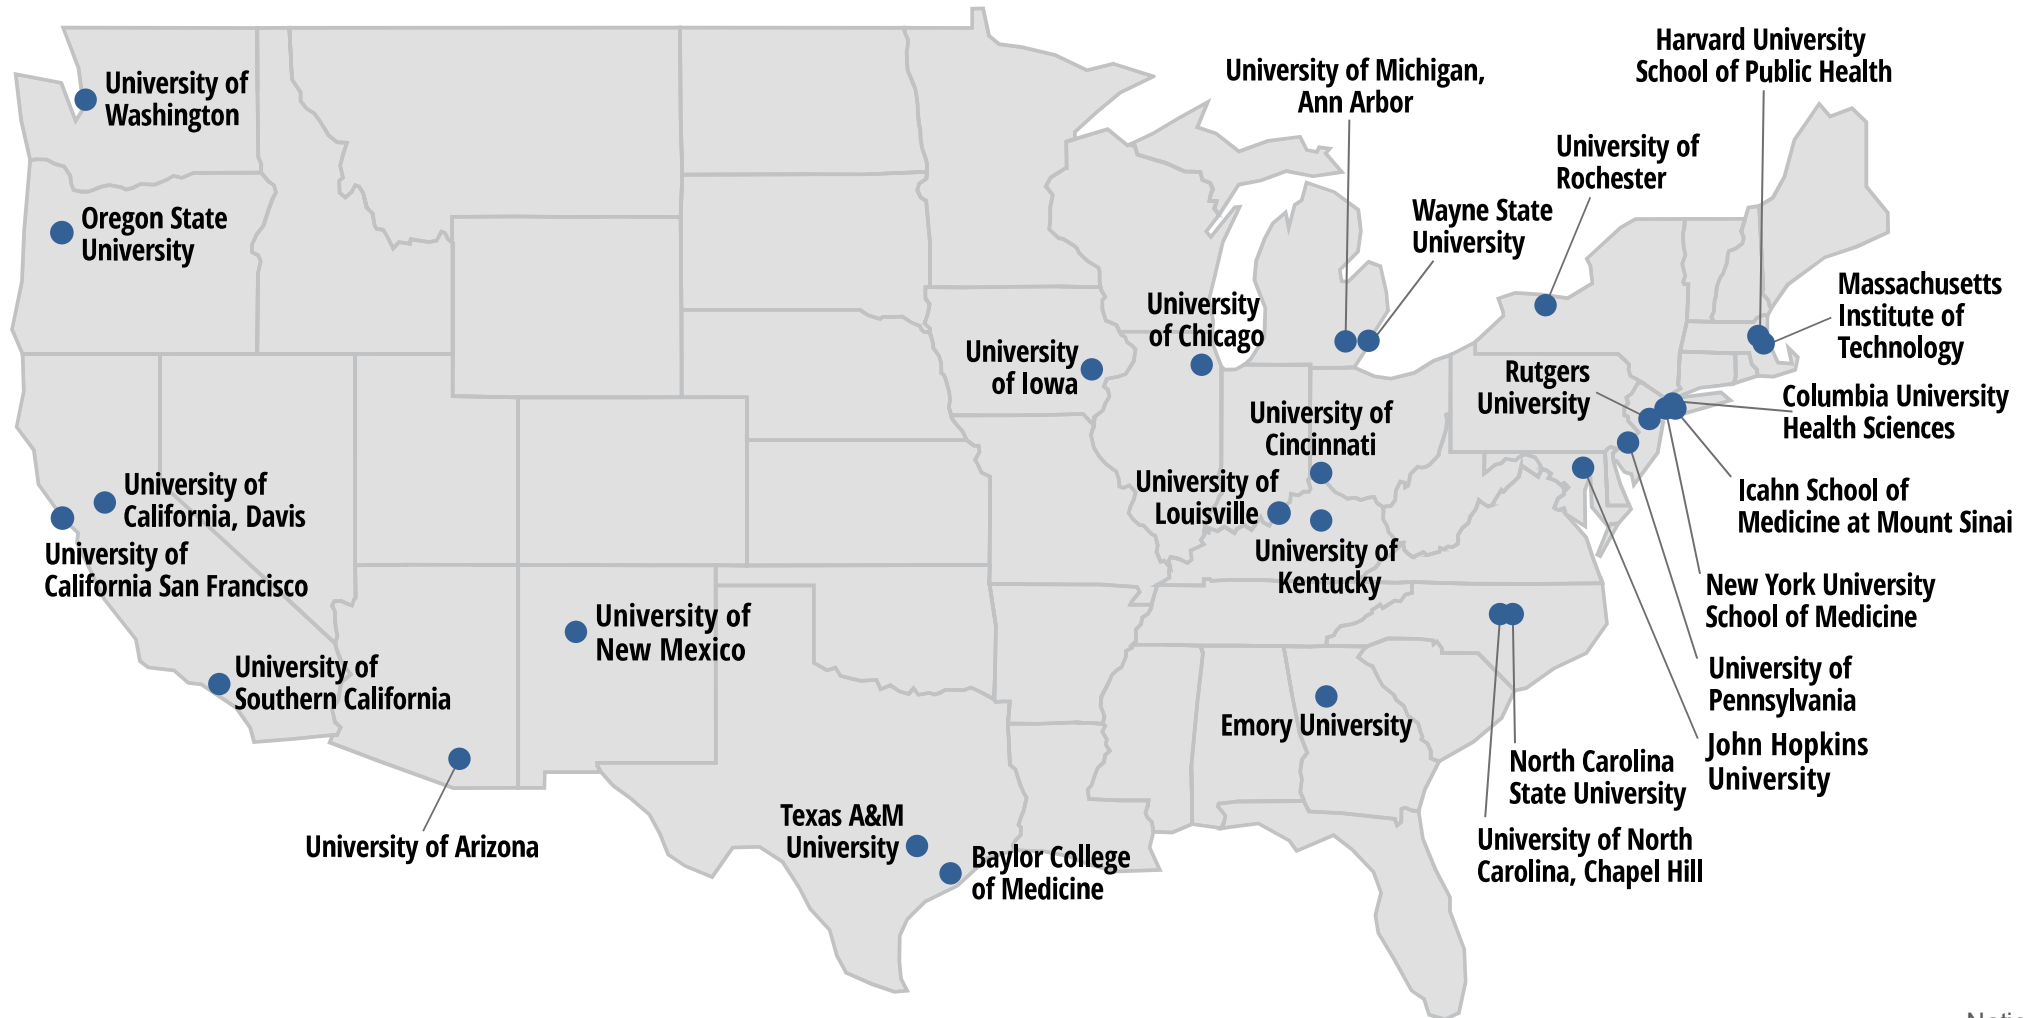 Harvard University
School of Public Health
University of Michigan,
Ann Arbor
University of
Washington
University of
Rochester
Wayne State
University
Oregon State
University
Massachusetts
Institute of
Technology
University
of Chicago
University
of Iowa
Rutgers
University
Columbia University
Health Sciences
University of
Cincinnati
University of
Louisville
University of
California, Davis
Icahn School of
Medicine at Mount Sinai
University of
California San Francisco
University of
Kentucky
New York University
School of Medicine
University of
New Mexico
University of
Southern California
University of
Pennsylvania
Emory University
John Hopkins
University
North Carolina
State University
University of Arizona
Texas A&M
University
Baylor College
of Medicine
University of North
Carolina, Chapel Hill